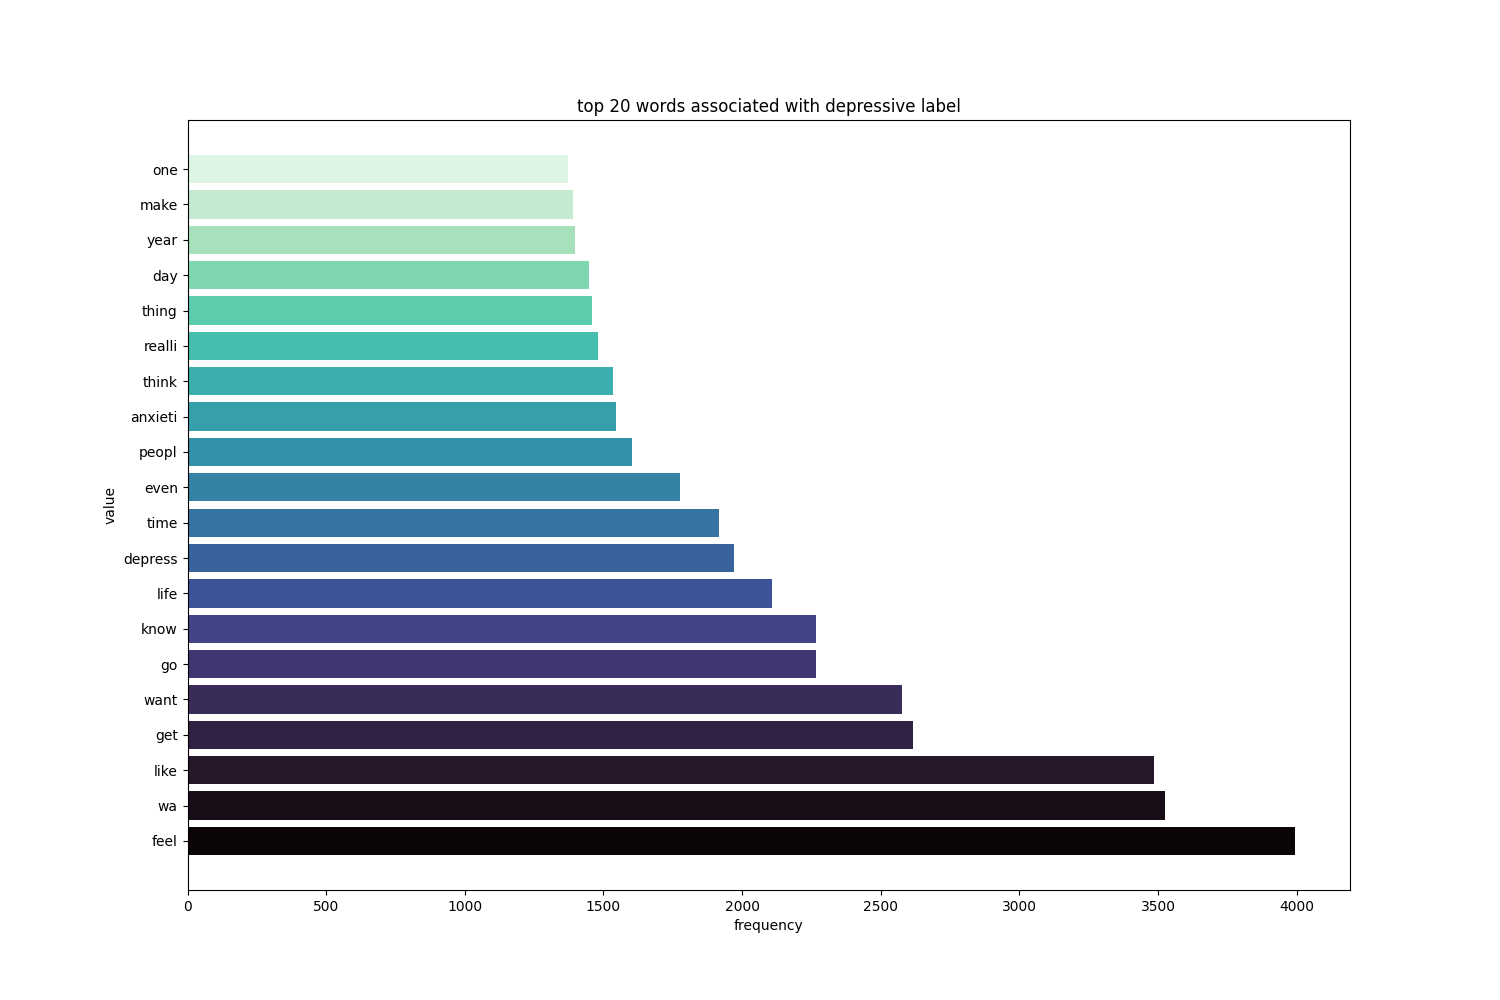 top 20 words associated with depressive label
one
make
year
day
thing
realli
think
anxieti
peopl
even
time
depress
life
know
go
want
get
like
wa
feel
value
0 500 1000 1500 2000 2500 3000 3500 4000
frequency